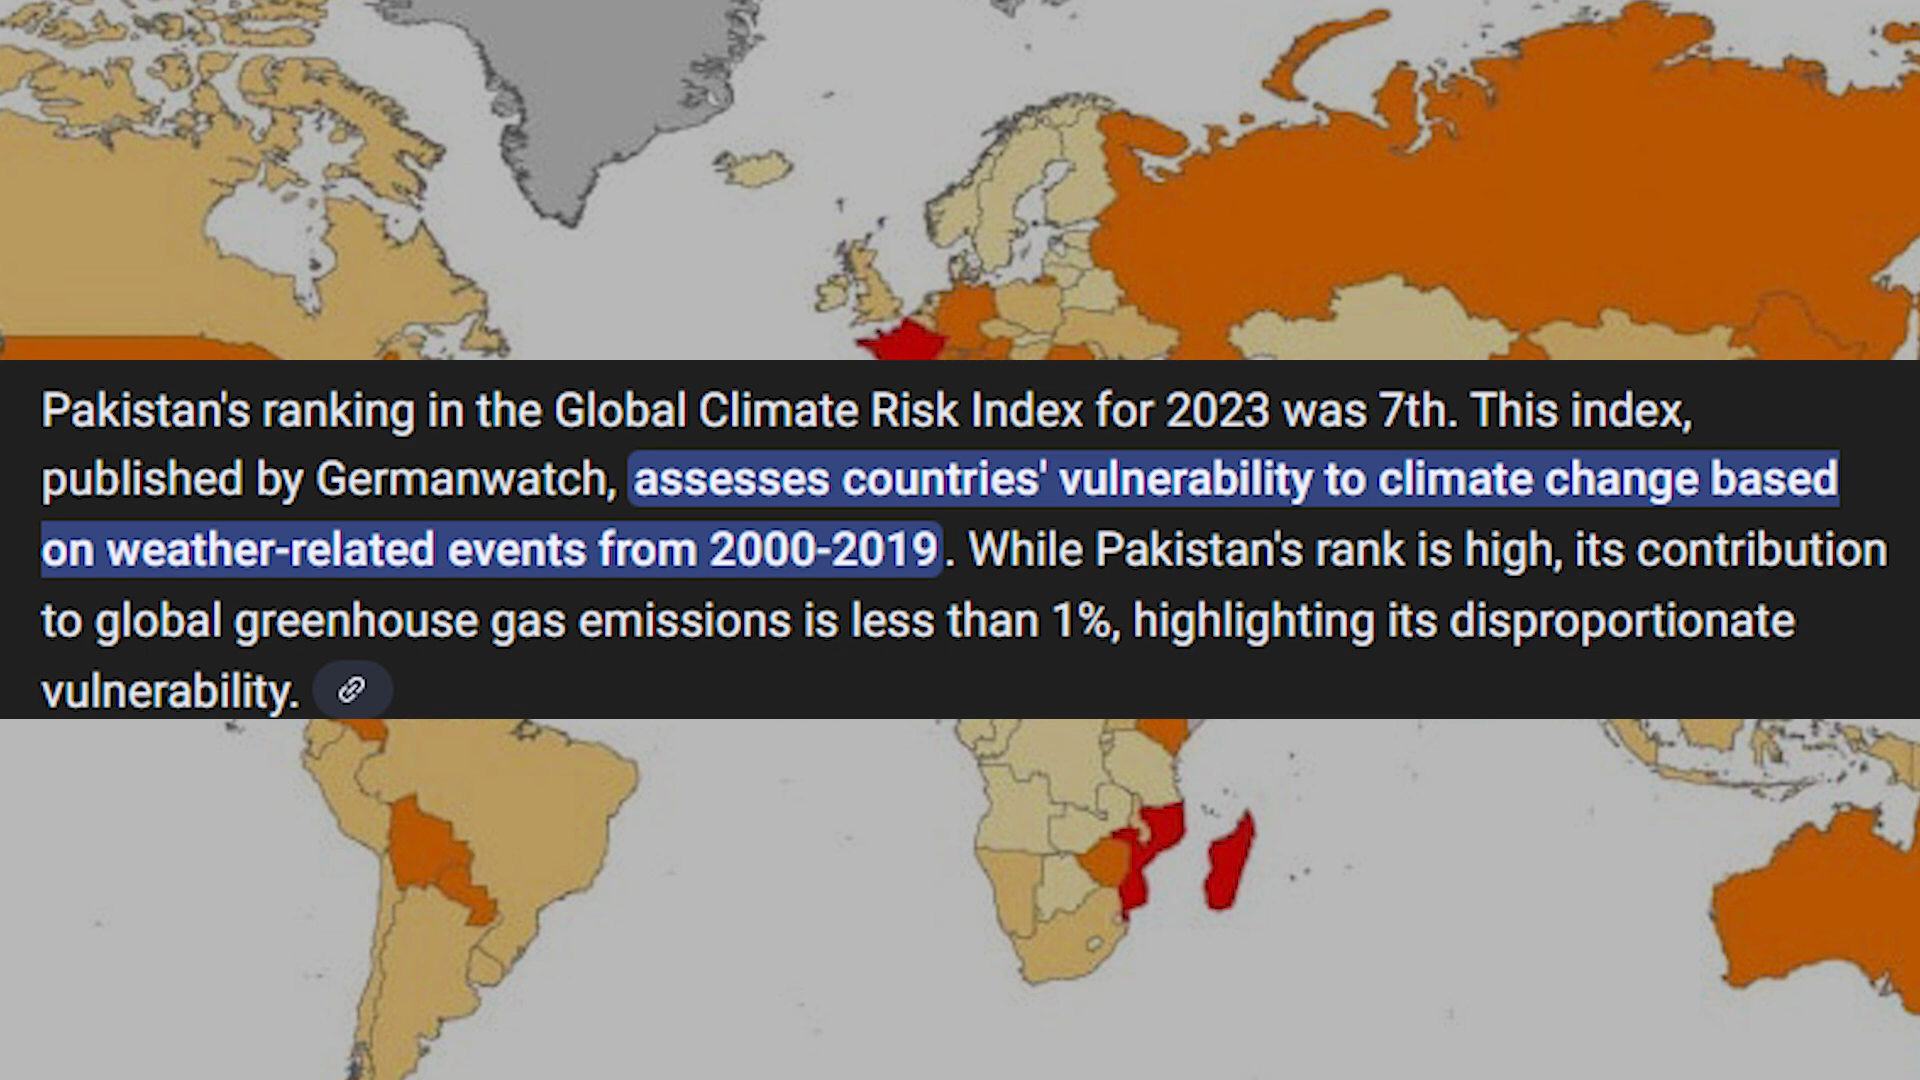 Pakistan's ranking in the Global Climate Risk Index for 2023 was 7th. This index,
published by Germanwatch, assesses countries' vulnerability to climate change based
on weather-related events from 2000-2019. While Pakistan's rank is high, its contribution
to global greenhouse gas emissions is less than 1%, highlighting its disproportionate
vulnerability.